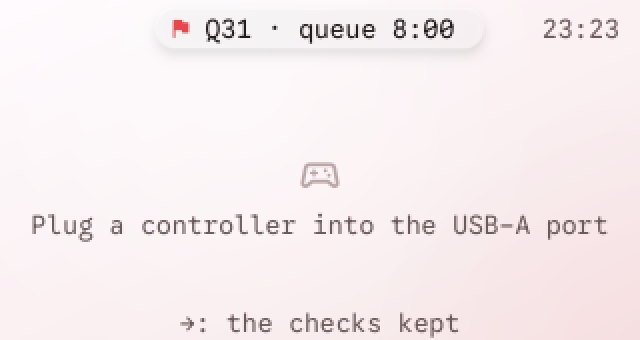 Q31 · queue 8:00
23:23
Plug a controller into the USB-A port
→: the checks kept